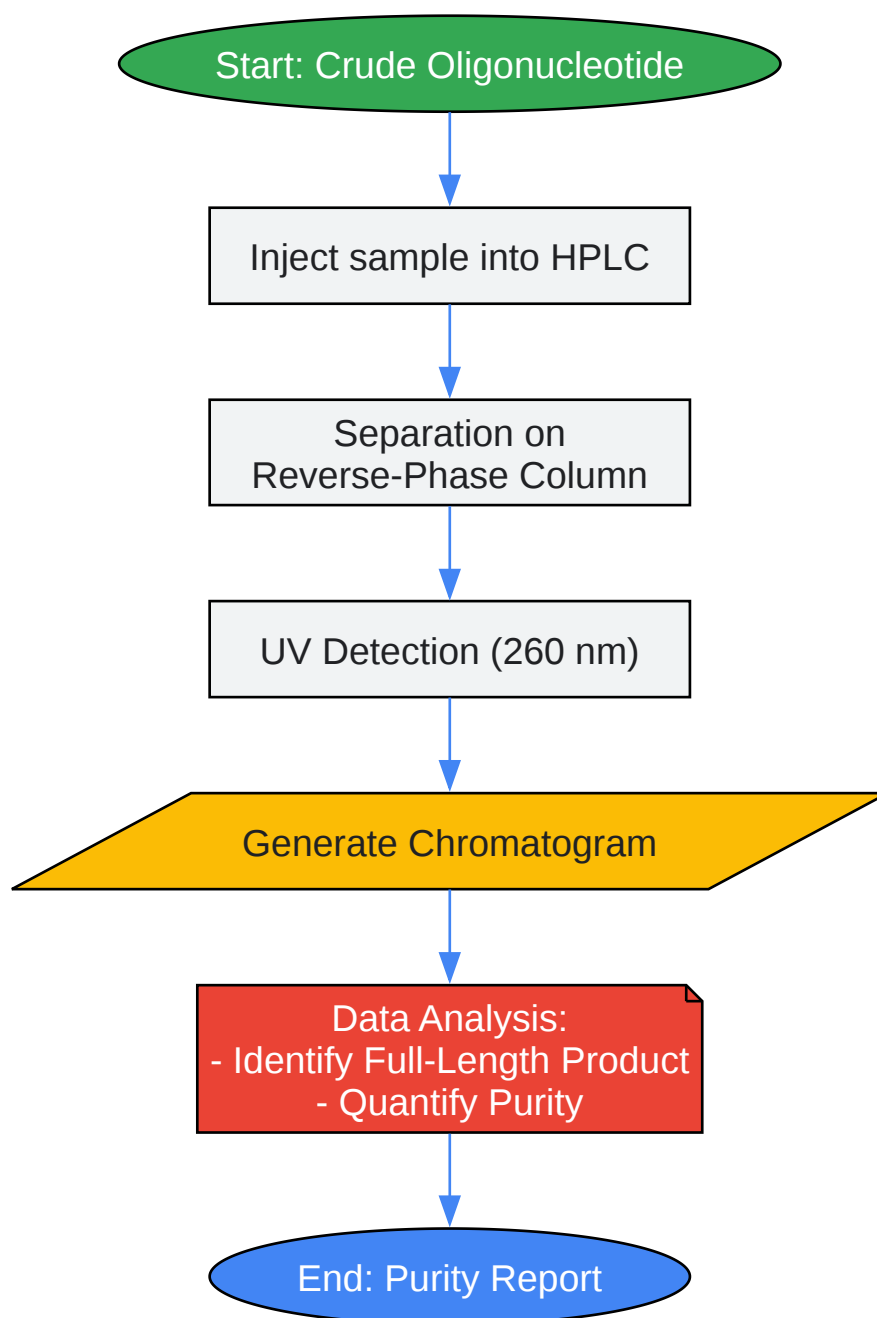 Start: Crude Oligonucleotide
Inject sample into HPLC
Separation on
Reverse-Phase Column
UV Detection (260 nm)
Generate Chromatogram
Data Analysis:
- Identify Full-Length Product
- Quantify Purity
End: Purity Report